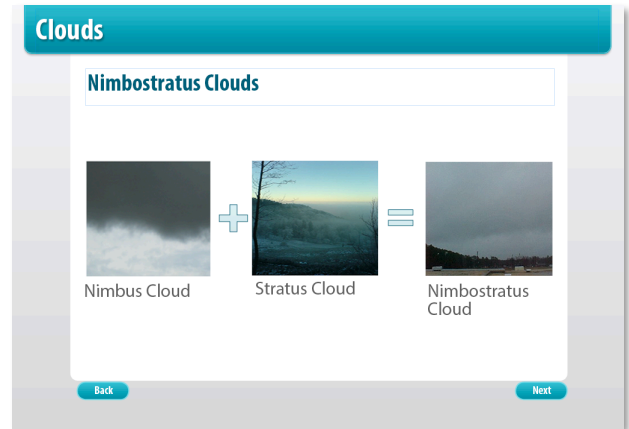 Clouds
Nimbostratus Clouds
Nimbus Cloud
Stratus Cloud
Nimbostratus
Cloud
Back
Next